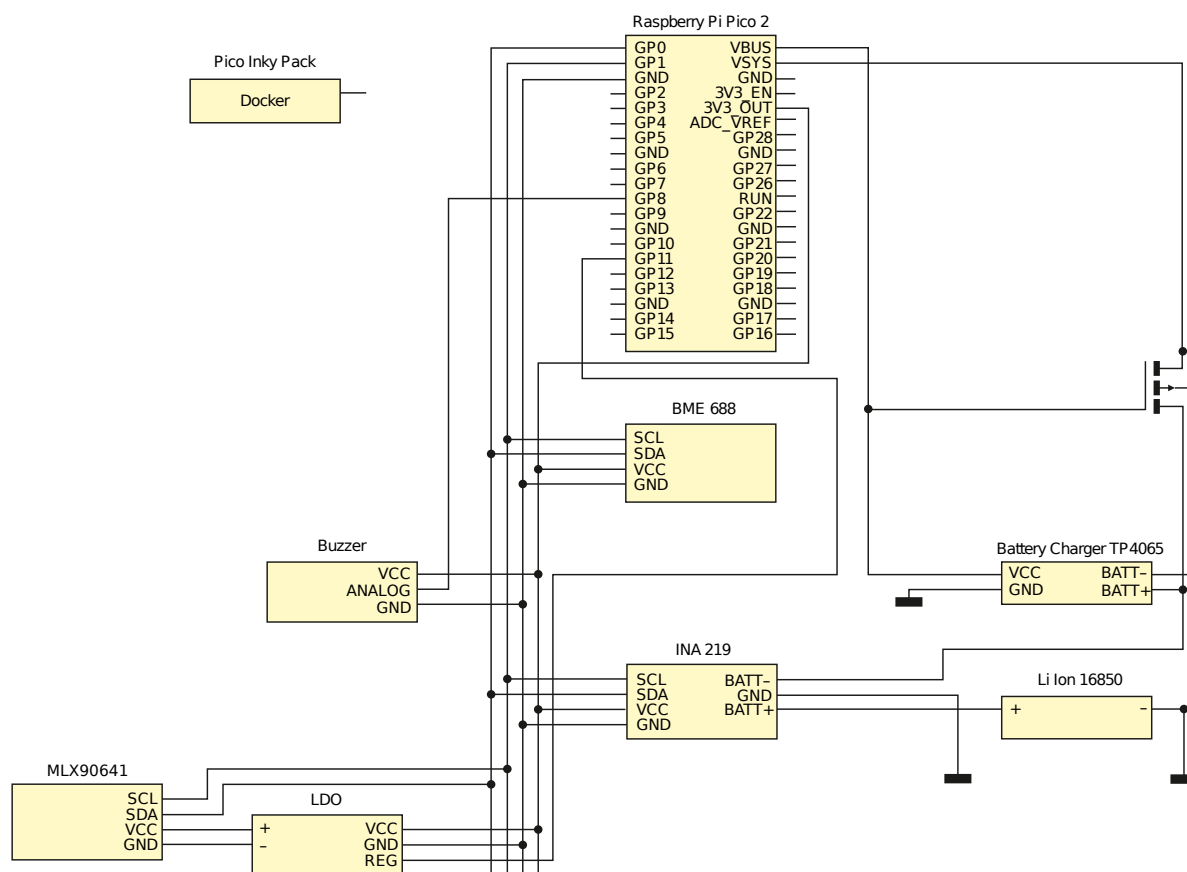 Raspberry Pi Pico 2
GP0 VBUS
GP1 VSYS
GND GND
GP2 3V3_EN
GP3 3V3_OUT
GP4 ADC_VREF
GP5 GP28
GND GND
GP6 GP27
GP7 GP26
GP8 RUN
GP9 GP22
GND GND
GP10 GP21
GP11 GP20
GP12 GP19
GP13 GP18
GND GND
GP14 GP17
GP15 GP16
Pico Inky Pack
Docker
BME 688
SCL
SDA
VCC
GND
Buzzer
VCC
ANALOG
GND
Battery Charger TP4065
VCC BATT–
GND BATT+
INA 219
SCL BATT–
SDA GND
VCC BATT+
GND
Li Ion 16850
+ –
MLX90641
SCL
SDA
VCC
GND
LDO
+ VCC
– GND
REG